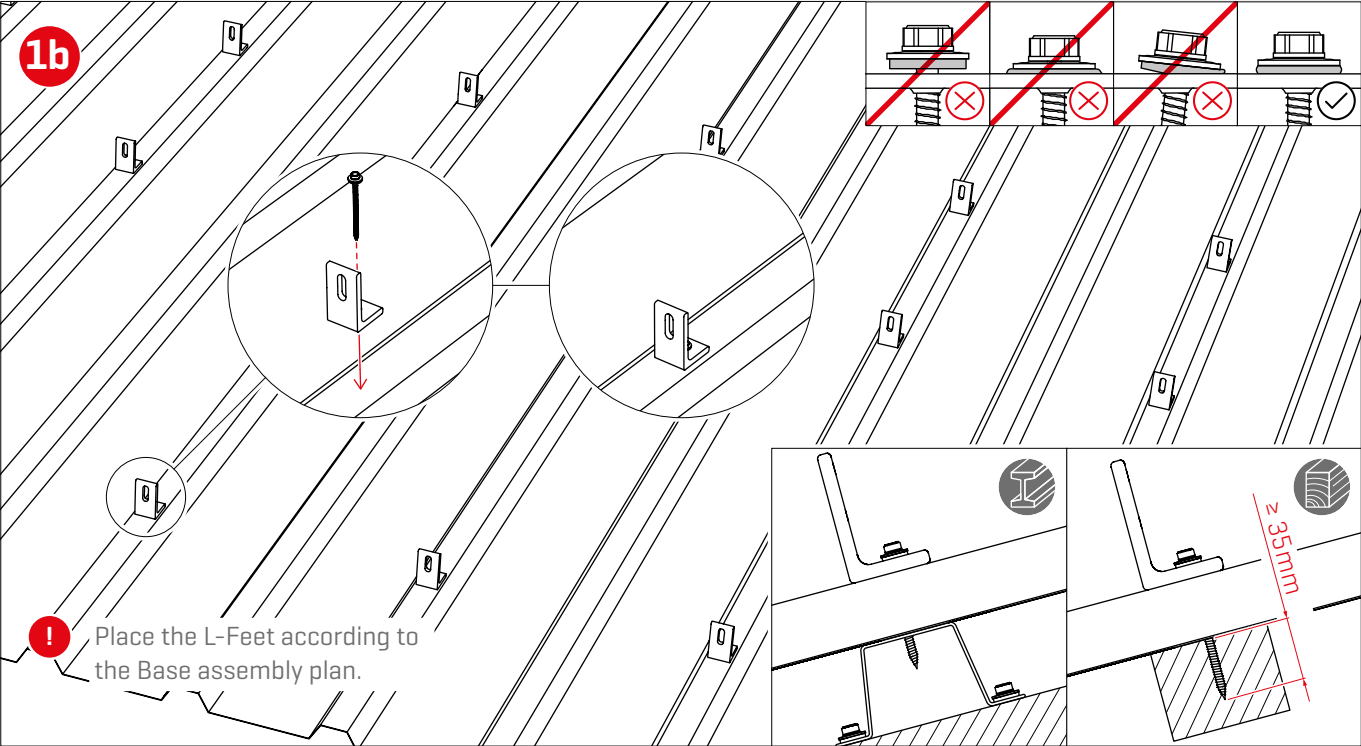 1b
≥ 35mm
! Place the L-Feet according to
the Base assembly plan.